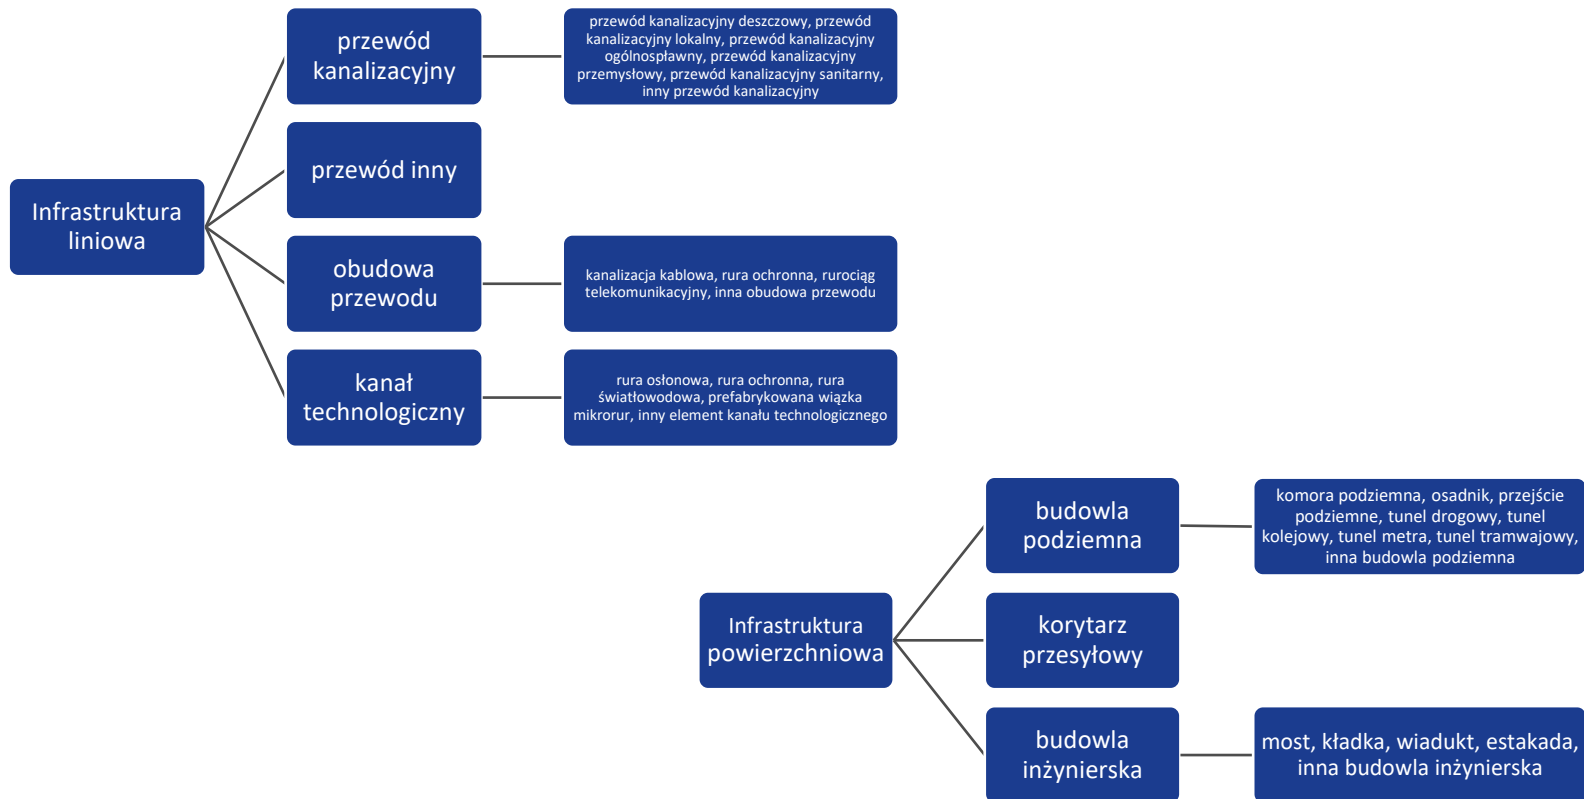 przewód
kanalizacyjny
przewód kanalizacyjny deszczowy, przewód
kanalizacyjny lokalny, przewód kanalizacyjny
ogólnospławny, przewód kanalizacyjny
przemysłowy, przewód kanalizacyjny sanitarny,
inny przewód kanalizacyjny
przewód inny
Infrastruktura
liniowa
obudowa
przewodu
kanalizacja kablowa, rura ochronna, rurociąg
telekomunikacyjny, inna obudowa przewodu
kanał
technologiczny
rura osłonowa, rura ochronna, rura
światłowodowa, prefabrykowana wiązka
mikrorur, inny element kanału technologicznego
budowla
podziemna
komora podziemna, osadnik, przejście
podziemne, tunel drogowy, tunel
kolejowy, tunel metra, tunel tramwajowy,
inna budowla podziemna
Infrastruktura
powierzchniowa
korytarz
przesyłowy
budowla
inżynierska
most, kładka, wiadukt, estakada,
inna budowla inżynierska